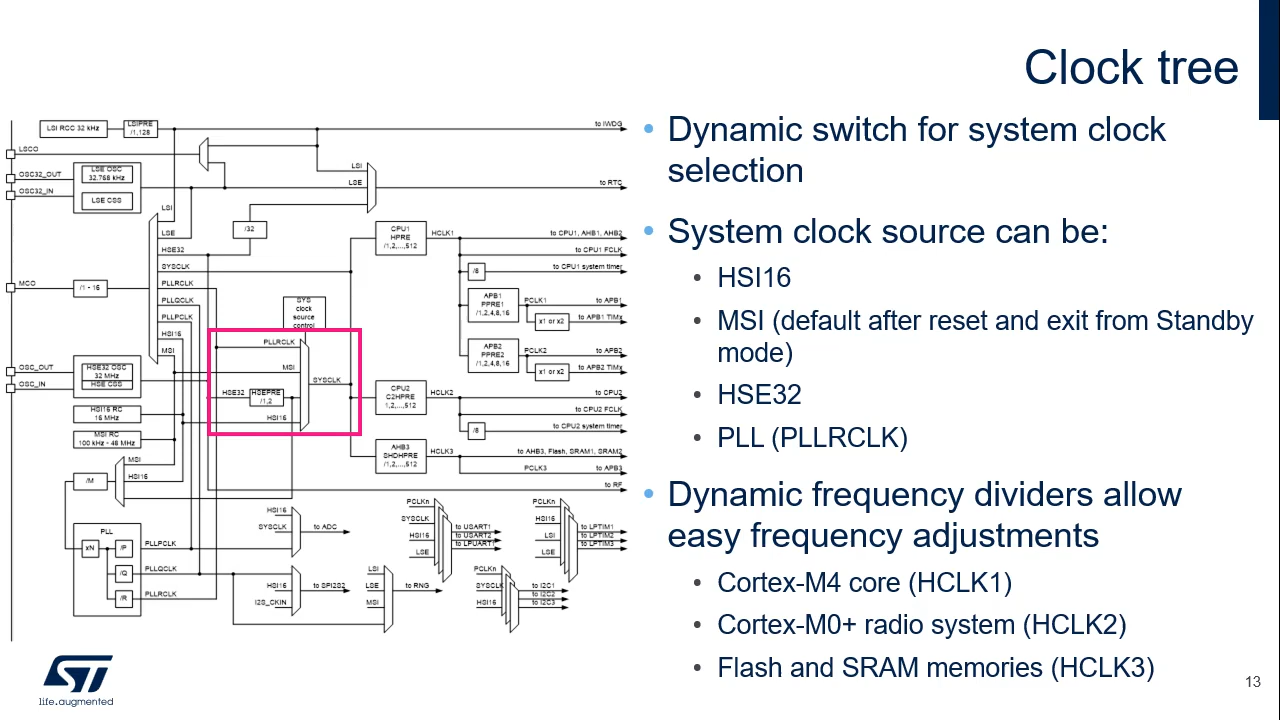 Clock tree
LSI RCC 32 kHz
LSIPRE
/1,128
to IWDG
LSCO
OSC32_OUT
LSE OSC
32.768 kHz
OSC32_IN
LSE CSS
LSI
LSE
to RTC
LSI
LSE
/32
HSE32
SYSCLK
PLLRCLK
PLLQCLK
PLLPCLK
HSI16
MSI
MCO
/1 - 16
CPU1
HPRE
/1,2,...,512
HCLK1
to CPU1, AHB1, AHB2
to CPU1 FCLK
/8
to CPU1 system timer
APB1
PPRE1
/1,2,4,8,16
PCLK1
to APB1
x1 or x2
to APB1 TIMx
SYS
clock
source
control
APB2
PPRE2
/1,2,4,8,16
PCLK2
to APB2
x1 or x2
to APB2 TIMx
PLLRCLK
MSI
SYSCLK
HSE32
HSEPRE
/1,2
HSI16
OSC_OUT
HSE32 OSC
32 MHz
OSC_IN
HSE CSS
HSI16 RC
16 MHz
MSI RC
100 kHz - 48 MHz
CPU2
C2HPRE
1,2,...,512
HCLK2
to CPU2
to CPU2 FCLK
/8
to CPU2 system timer
AHB3
SHDHPRE
/1,2,...,512
HCLK3
to AHB3, Flash, SRAM1, SRAM2
PCLK3
to APB3
to RF
MSI
/M
HSI16
PLL
xN
/P
PLLPCLK
/Q
PLLQCLK
/R
PLLRCLK
HSI16
SYSCLK
to ADC
HSI16
to SPI2S2
I2S_CKIN
LSI
LSE
to RNG
MSI
PCLKn
SYSCLK
to USART1
HSI16
to USART2
to LPUART1
LSE
PCLKn
HSI16
to LPTIM1
LSI
to LPTIM2
to LPTIM3
LSE
PCLKn
SYSCLK
to I2C1
to I2C2
HSI16
to I2C3
• Dynamic switch for system clock
selection
• System clock source can be:
• HSI16
• MSI (default after reset and exit from Standby
mode)
• HSE32
• PLL (PLLRCLK)
• Dynamic frequency dividers allow
easy frequency adjustments
• Cortex-M4 core (HCLK1)
• Cortex-M0+ radio system (HCLK2)
• Flash and SRAM memories (HCLK3)
ST
life.augmented
13